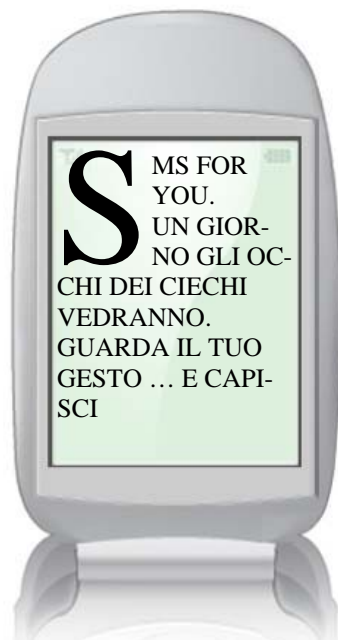 SMS FOR
YOU.
UN GIOR-
NO GLI OC-
CHI DEI CIECHI
VEDRANNO.
GUARDA IL TUO
GESTO … E CAPI-
SCI